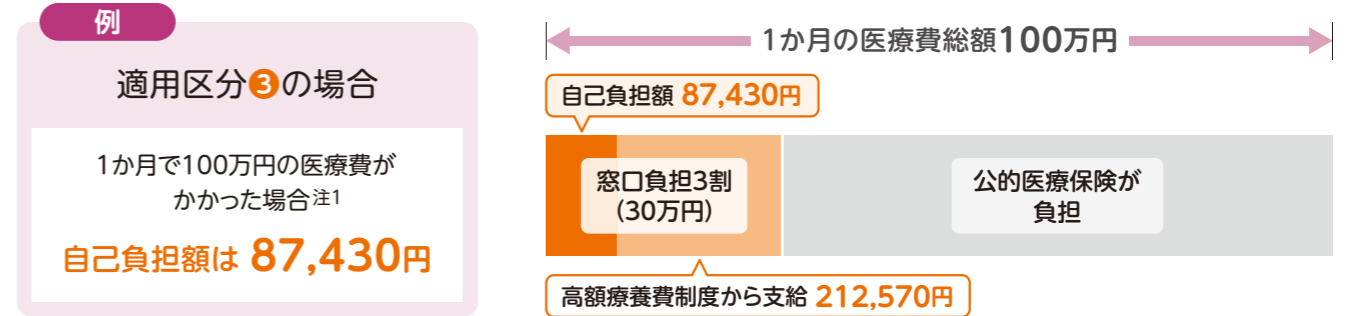 例
適用区分❸の場合
1か月で100万円の医療費が
かかった場合注1
自己負担額は 87,430円
1か月の医療費総額100万円
自己負担額 87,430円
窓口負担3割
(30万円)
公的医療保険が
負担
高額療養費制度から支給 212,570円